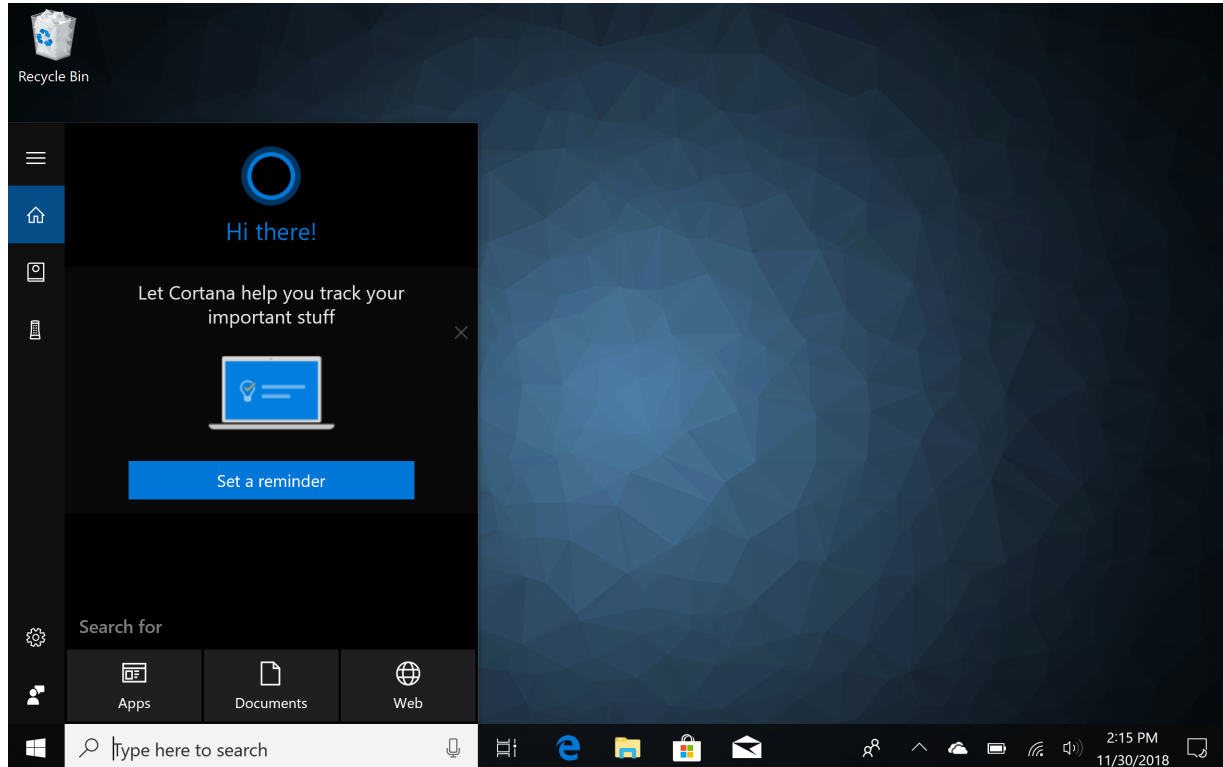 Recycle Bin
Hi there!
Let Cortana help you track your
important stuff
Set a reminder
Search for
Apps
Documents
Web
Type here to search
2:15 PM
11/30/2018